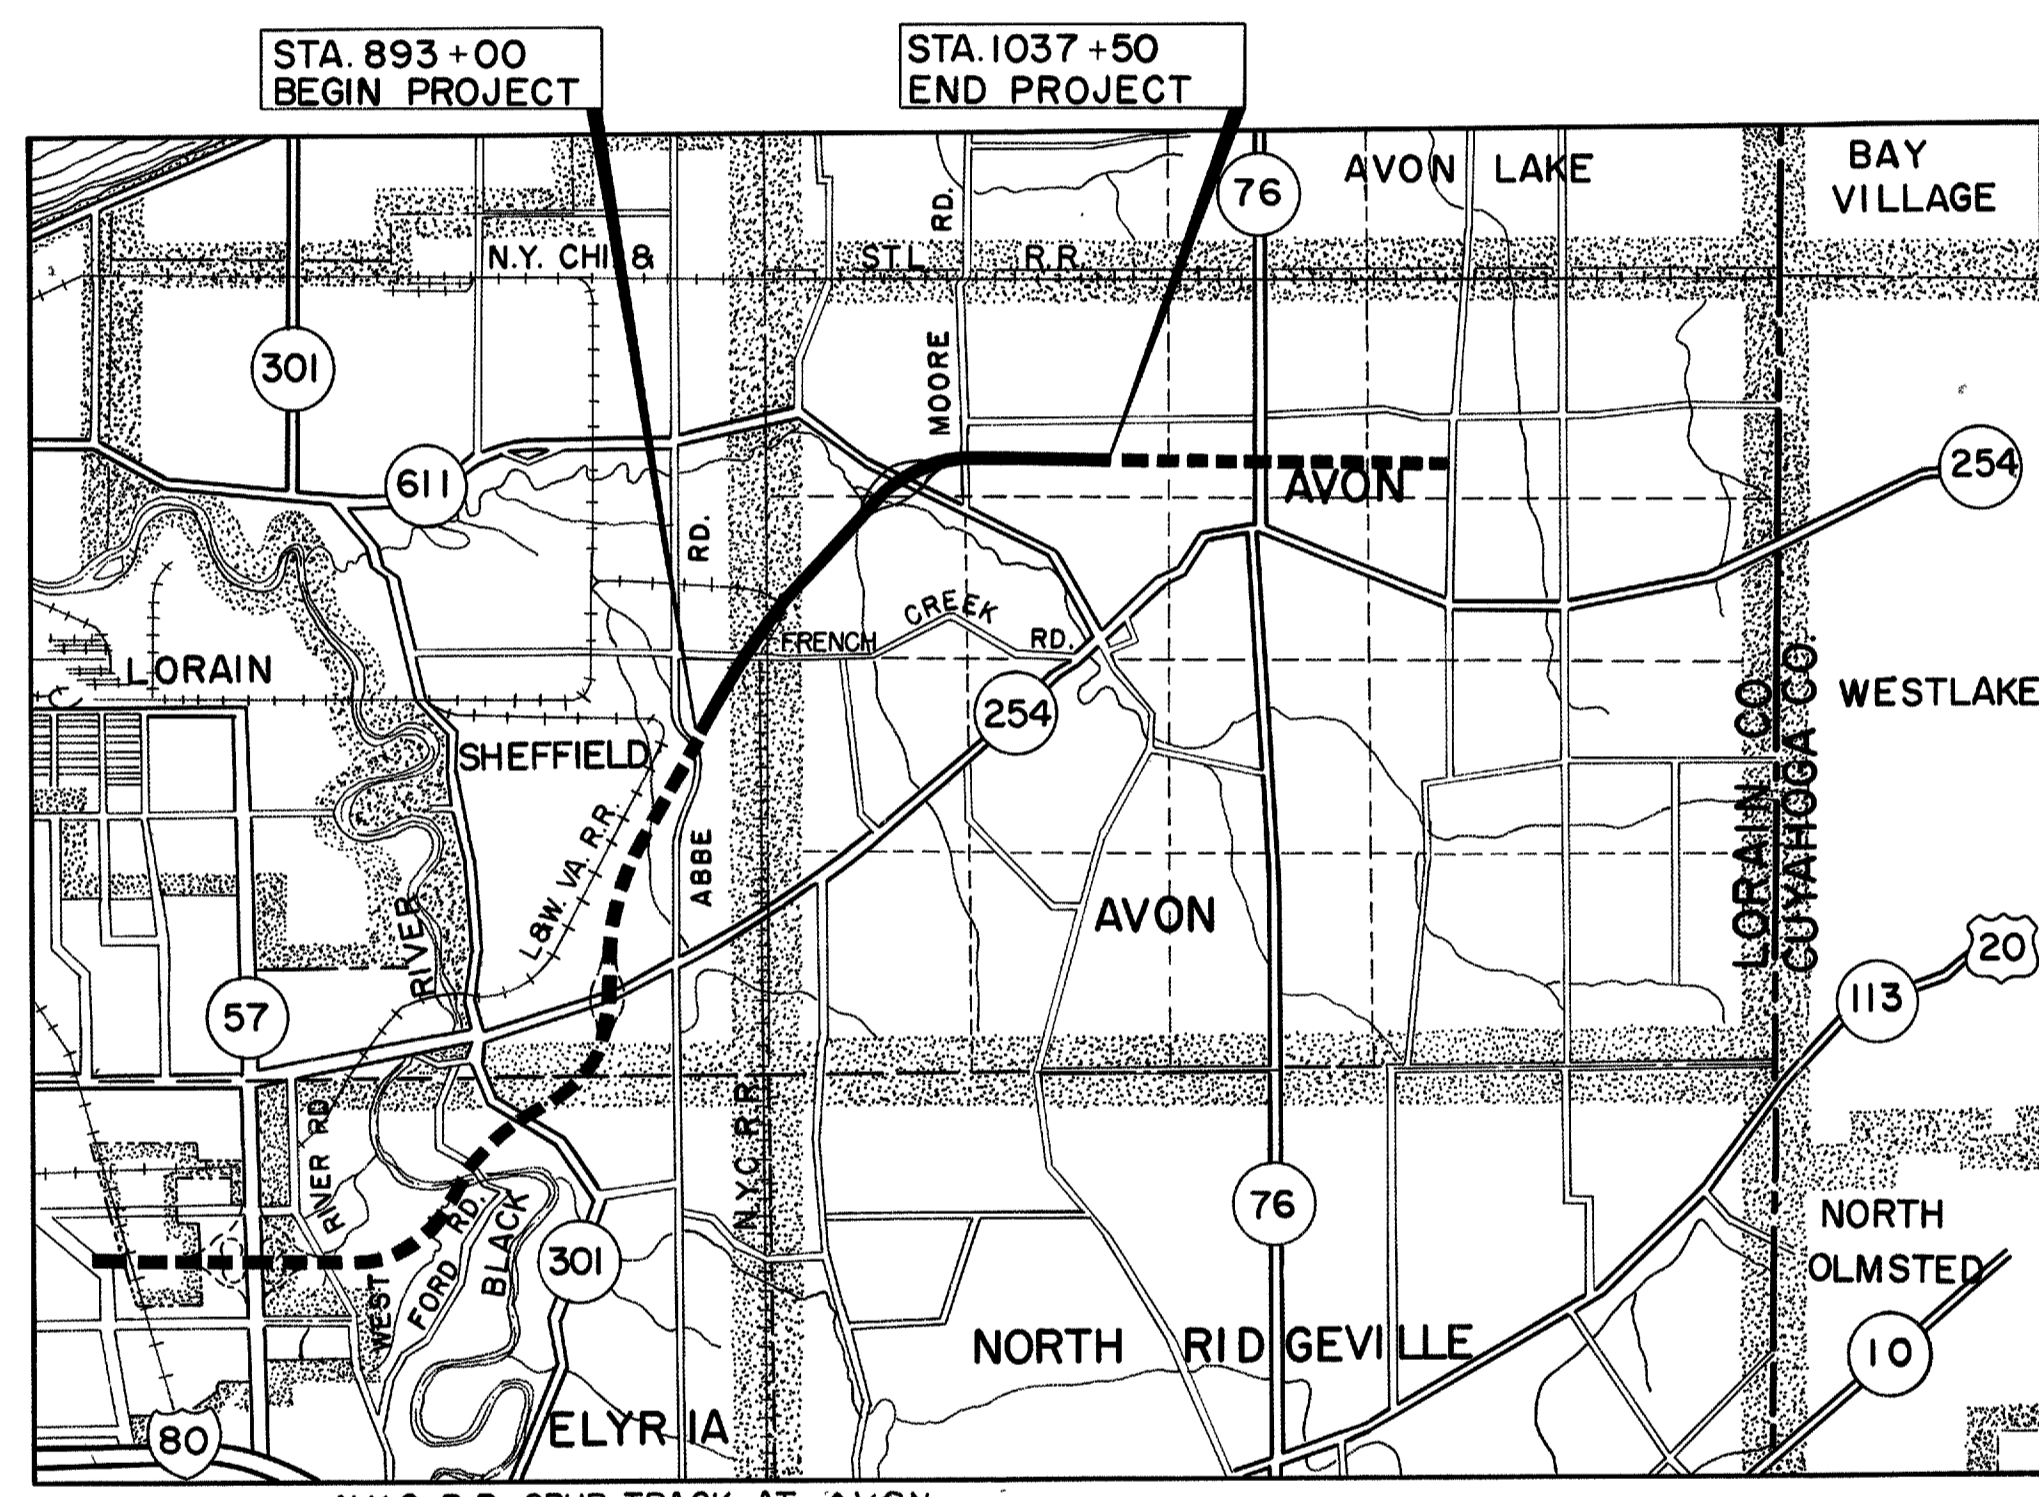 STA. 893+00
BEGIN PROJECT
STA. 1037+50
END PROJECT
76
AVON LAKE
BAY
VILLAGE
RD.
N.Y. CHI &
ST. L
R.R.
301
MOORE
611
254
AVON
RD.
CREEK
FRENCH
RD.
LORAIN
254
WESTLAKE
SHEFFIELD
LORAIN CO.
CUYAHOGA CO.
L.&W. VA. R.R.
ABBE
RIVER
AVON
20
57
113
RIVER RD
N.Y.C. R.R.
76
RD.
BLACK
NORTH
OLMSTED
301
WEST
FORD
NORTH RIDGEVILLE
10
ELYRIA
80